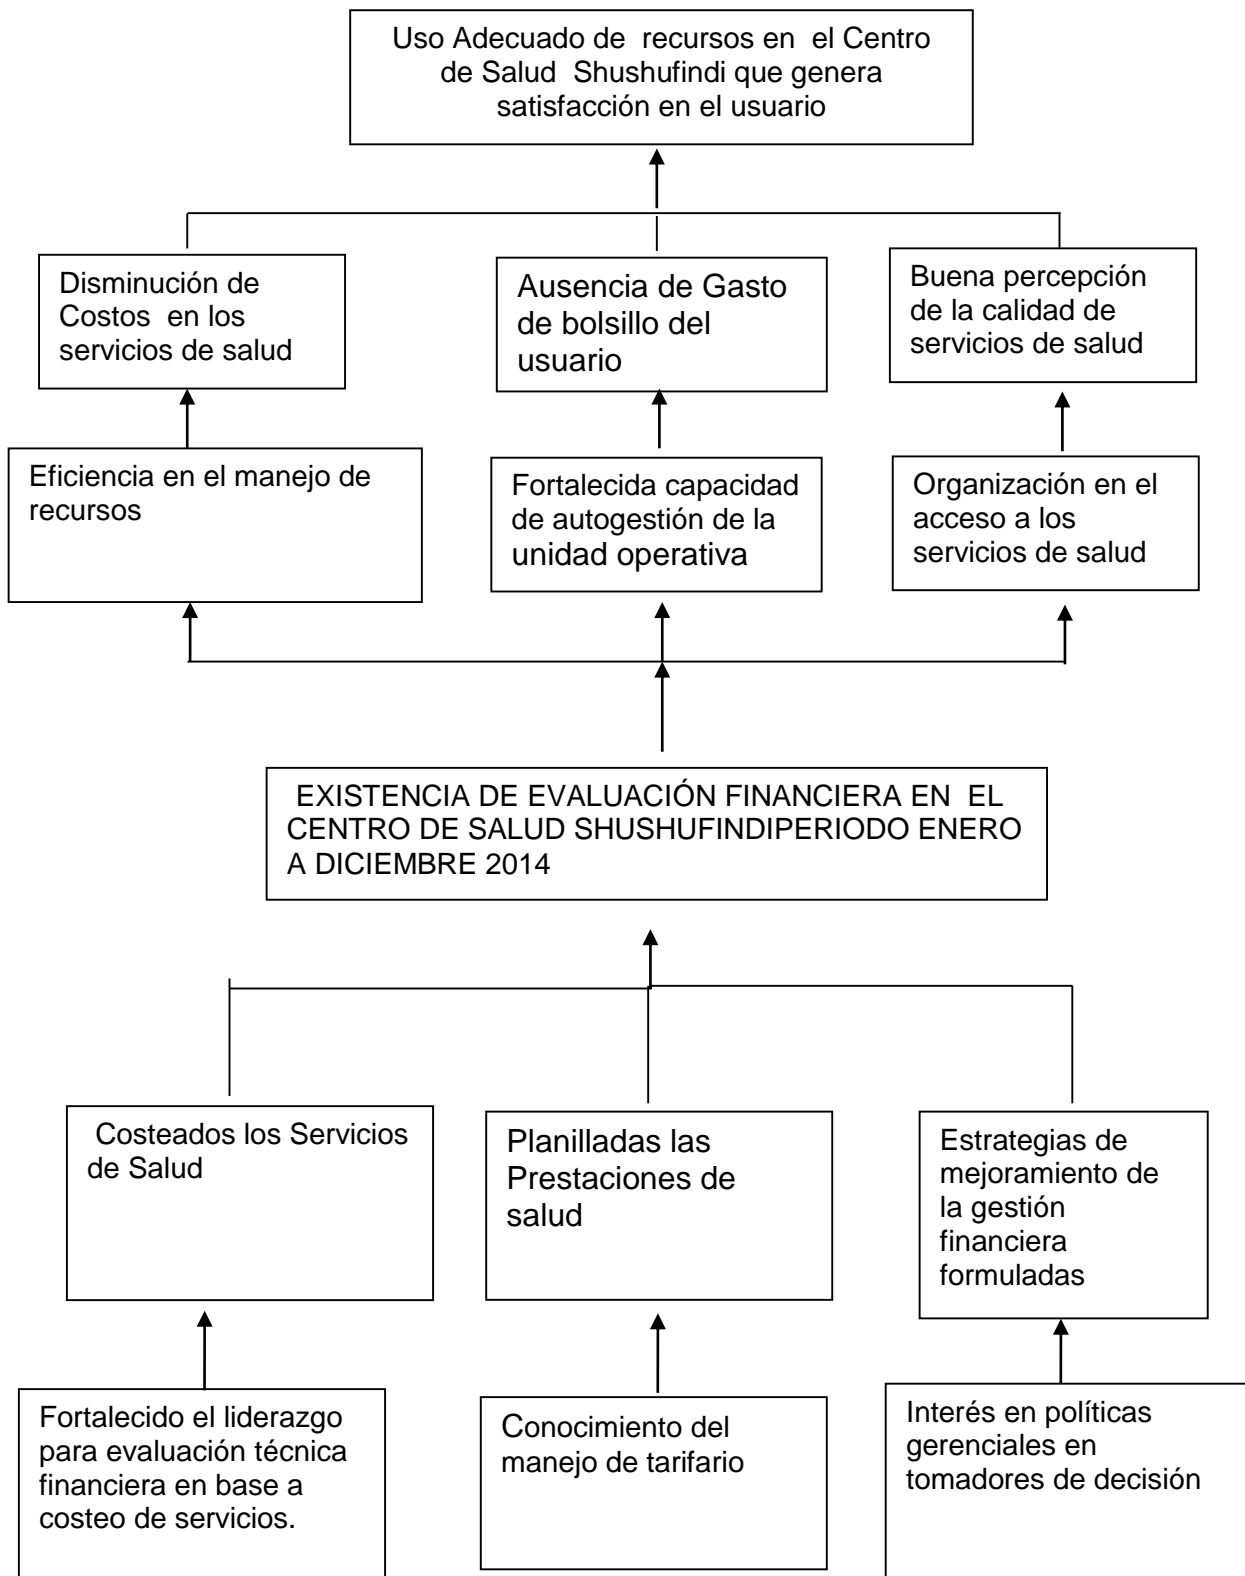 Uso Adecuado de recursos en el Centro
de Salud Shushufindi que genera
satisfacción en el usuario
Disminución de
Costos en los
servicios de salud
Ausencia de Gasto
de bolsillo del
usuario
Buena percepción
de la calidad de
servicios de salud
Eficiencia en el manejo de
recursos
Fortalecida capacidad
de autogestión de la
unidad operativa
Organización en el
acceso a los
servicios de salud
EXISTENCIA DE EVALUACIÓN FINANCIERA EN EL
CENTRO DE SALUD SHUSHUFINDIPERIODO ENERO
A DICIEMBRE 2014
Costeados los Servicios
de Salud
Planilladas las
Prestaciones de
salud
Estrategias de
mejoramiento de
la gestión
financiera
formuladas
Fortalecido el liderazgo
para evaluación técnica
financiera en base a
costeo de servicios.
Conocimiento del
manejo de tarifario
Interés en políticas
gerenciales en
tomadores de decisión